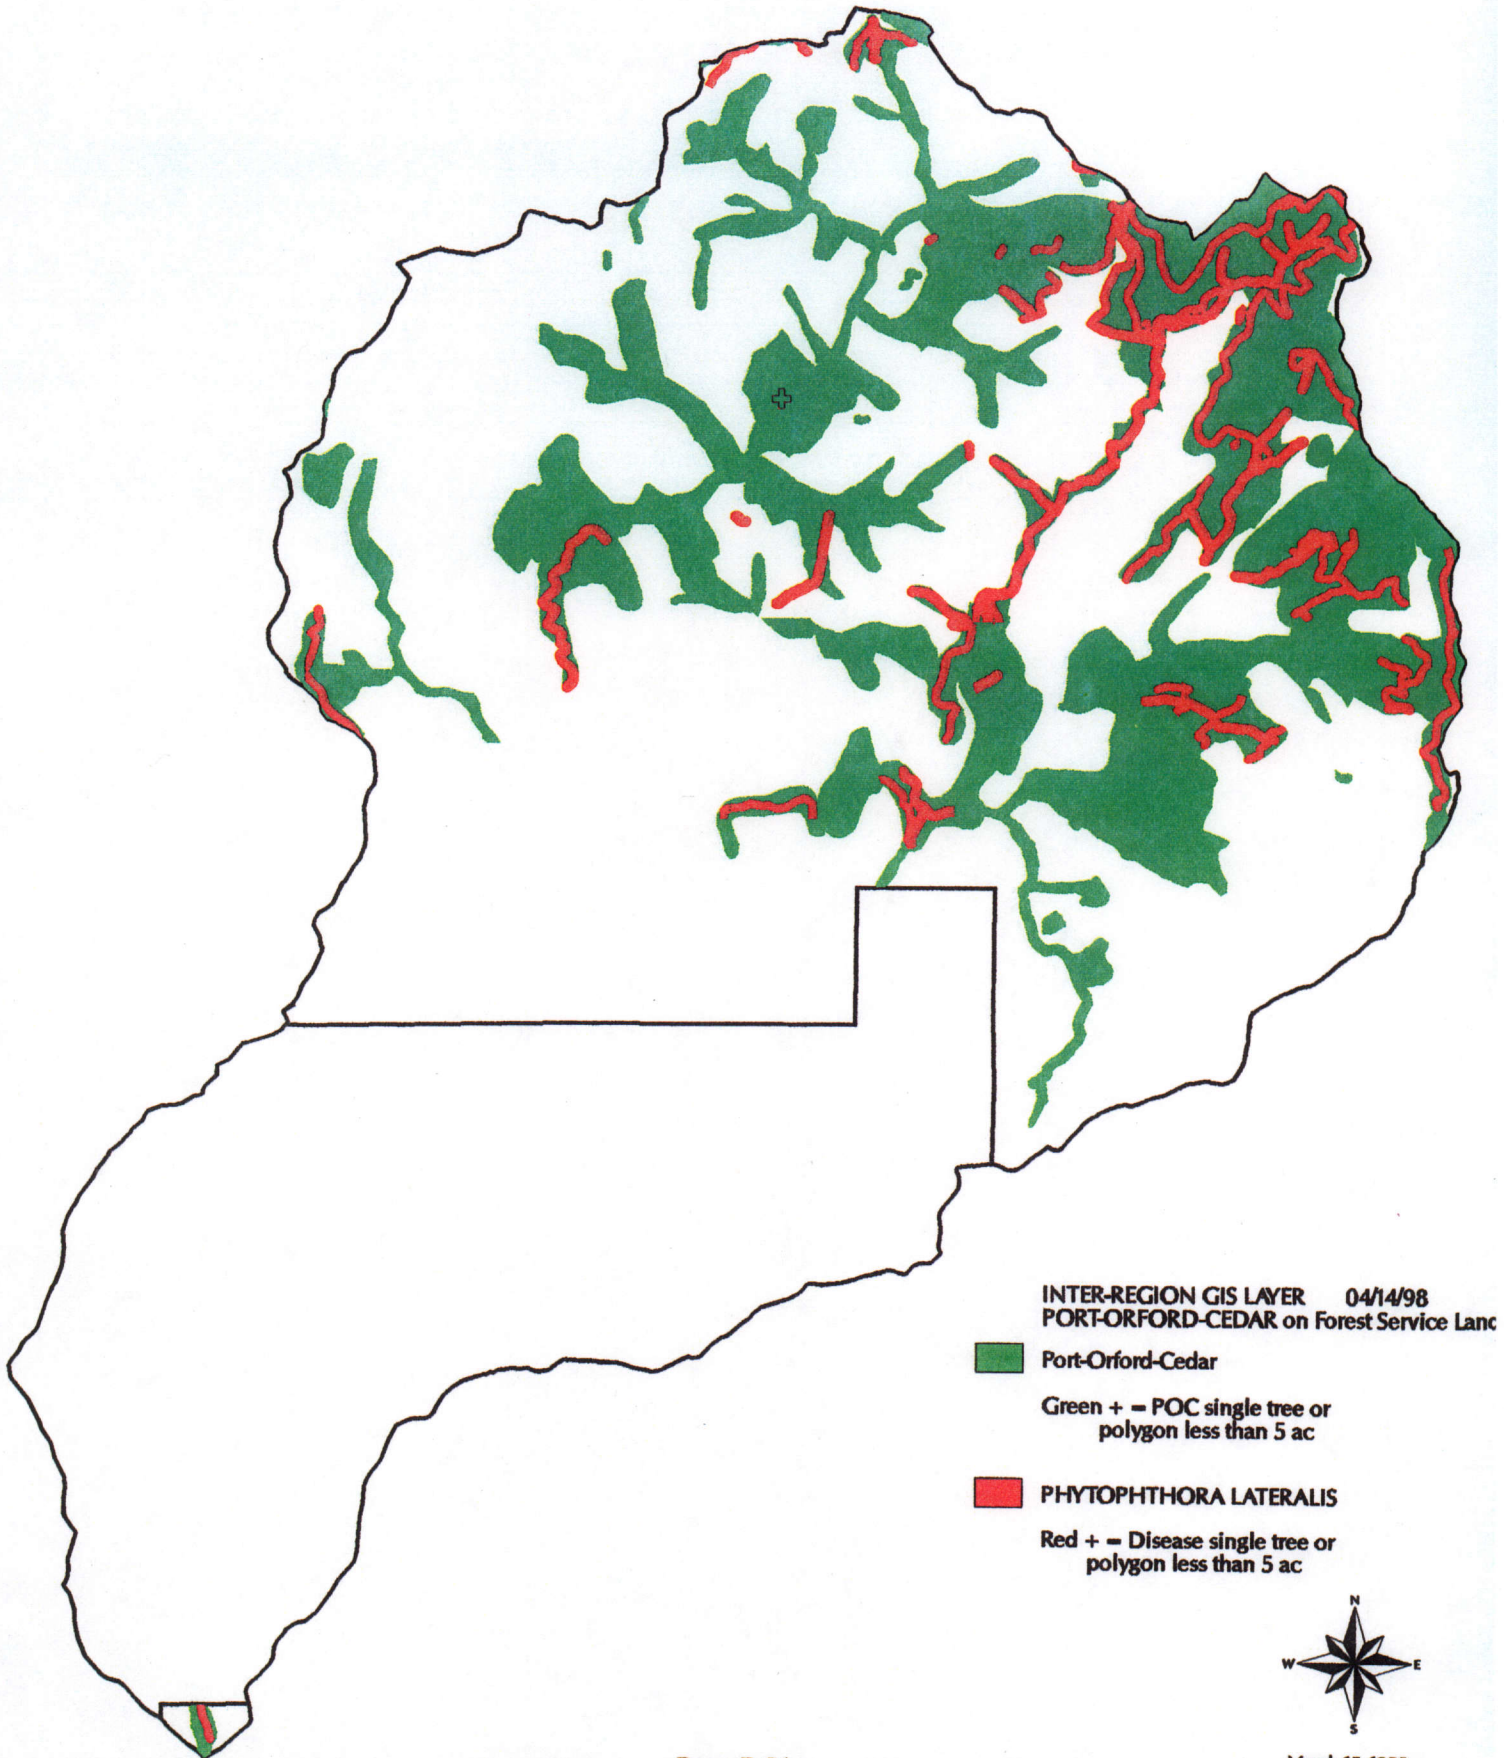 INTER-REGION GIS LAYER 04/14/98
PORT-ORFORD-CEDAR on Forest Service Lanc
Port-Orford-Cedar
Green + = POC single tree or
polygon less than 5 ac
PHYTOPHTHORA LATERALIS
Red + = Disease single tree or
polygon less than 5 ac
N
W E
S